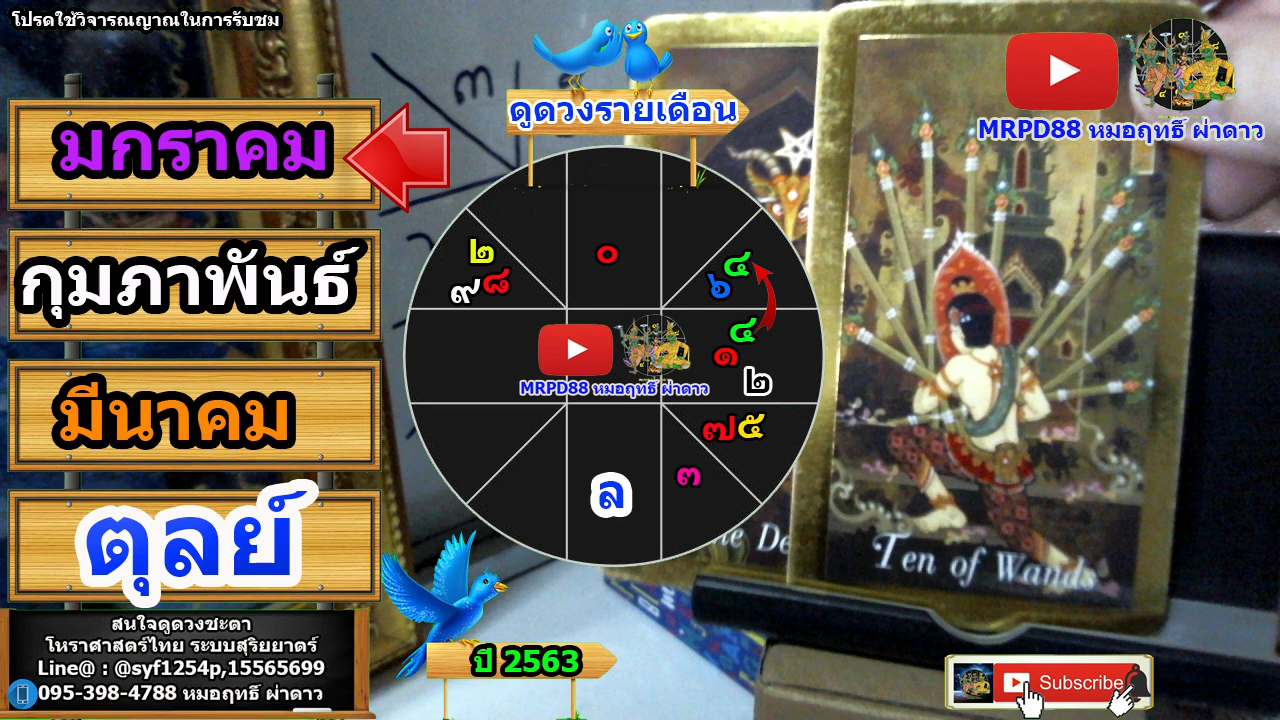 โปรดใช้วิจารณญาณในการรับชม
มกราคม
กุมภาพันธ์
มีนาคม
ตุลย์
สนใจดูดวงชะตา
โหราศาสตร์ไทย ระบบสุริยยาตร์
Line@ : @syf1254p,15565699
095-398-4788 หมอฤทธิ์ ผ่าดาว
๓
ดูดวงรายเดือน
๒
๙ ๘
๐
๔
๖
๔
๑
๒
MRPD88 หมอฤทธิ์ ผ่าดาว
๗ ๕
๓
ล
ปี 2563
MRPD88 หมอฤทธิ์ ผ่าดาว
Ten of Wands
Subscribe